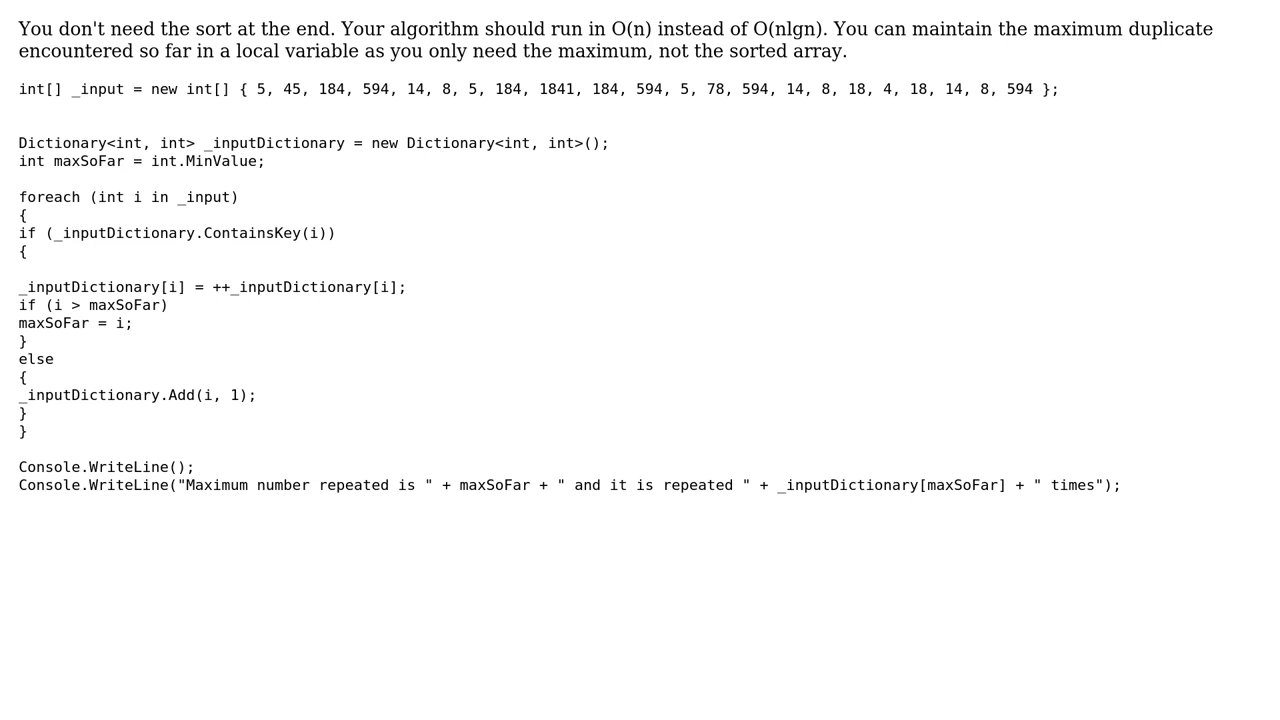 You don't need the sort at the end. Your algorithm should run in O(n) instead of O(nlgn). You can maintain the maximum duplicate
encountered so far in a local variable as you only need the maximum, not the sorted array.
int[] _input = new int[] { 5, 45, 184, 594, 14, 8, 5, 184, 1841, 184, 594, 5, 78, 594, 14, 8, 18, 4, 18, 14, 8, 594 };
Dictionary<int, int> _inputDictionary = new Dictionary<int, int>();
int maxSoFar = int.MinValue;
foreach (int i in _input)
{
if (_inputDictionary.ContainsKey(i))
{
_inputDictionary[i] = ++_inputDictionary[i];
if (i > maxSoFar)
maxSoFar = i;
}
else
{
_inputDictionary.Add(i, 1);
}
}
Console.WriteLine();
Console.WriteLine("Maximum number repeated is " + maxSoFar + " and it is repeated " + _inputDictionary[maxSoFar] + " times");